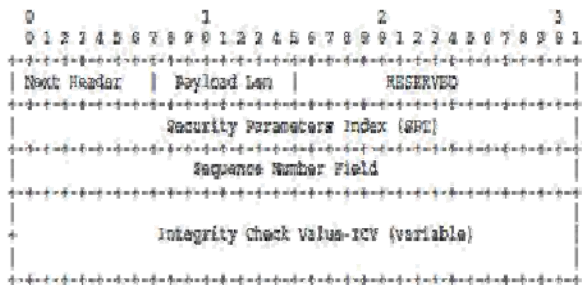 0 1 2 3
0 1 2 3 4 5 6 7 8 9 0 1 2 3 4 5 6 7 8 9 0 1 2 3 4 5 6 7 8 9 0 1
Next Header | Payload Len | RESERVED
Security Parameters Index (SPI)
Sequence Number Field
Integrity Check Value-ICV (variable)